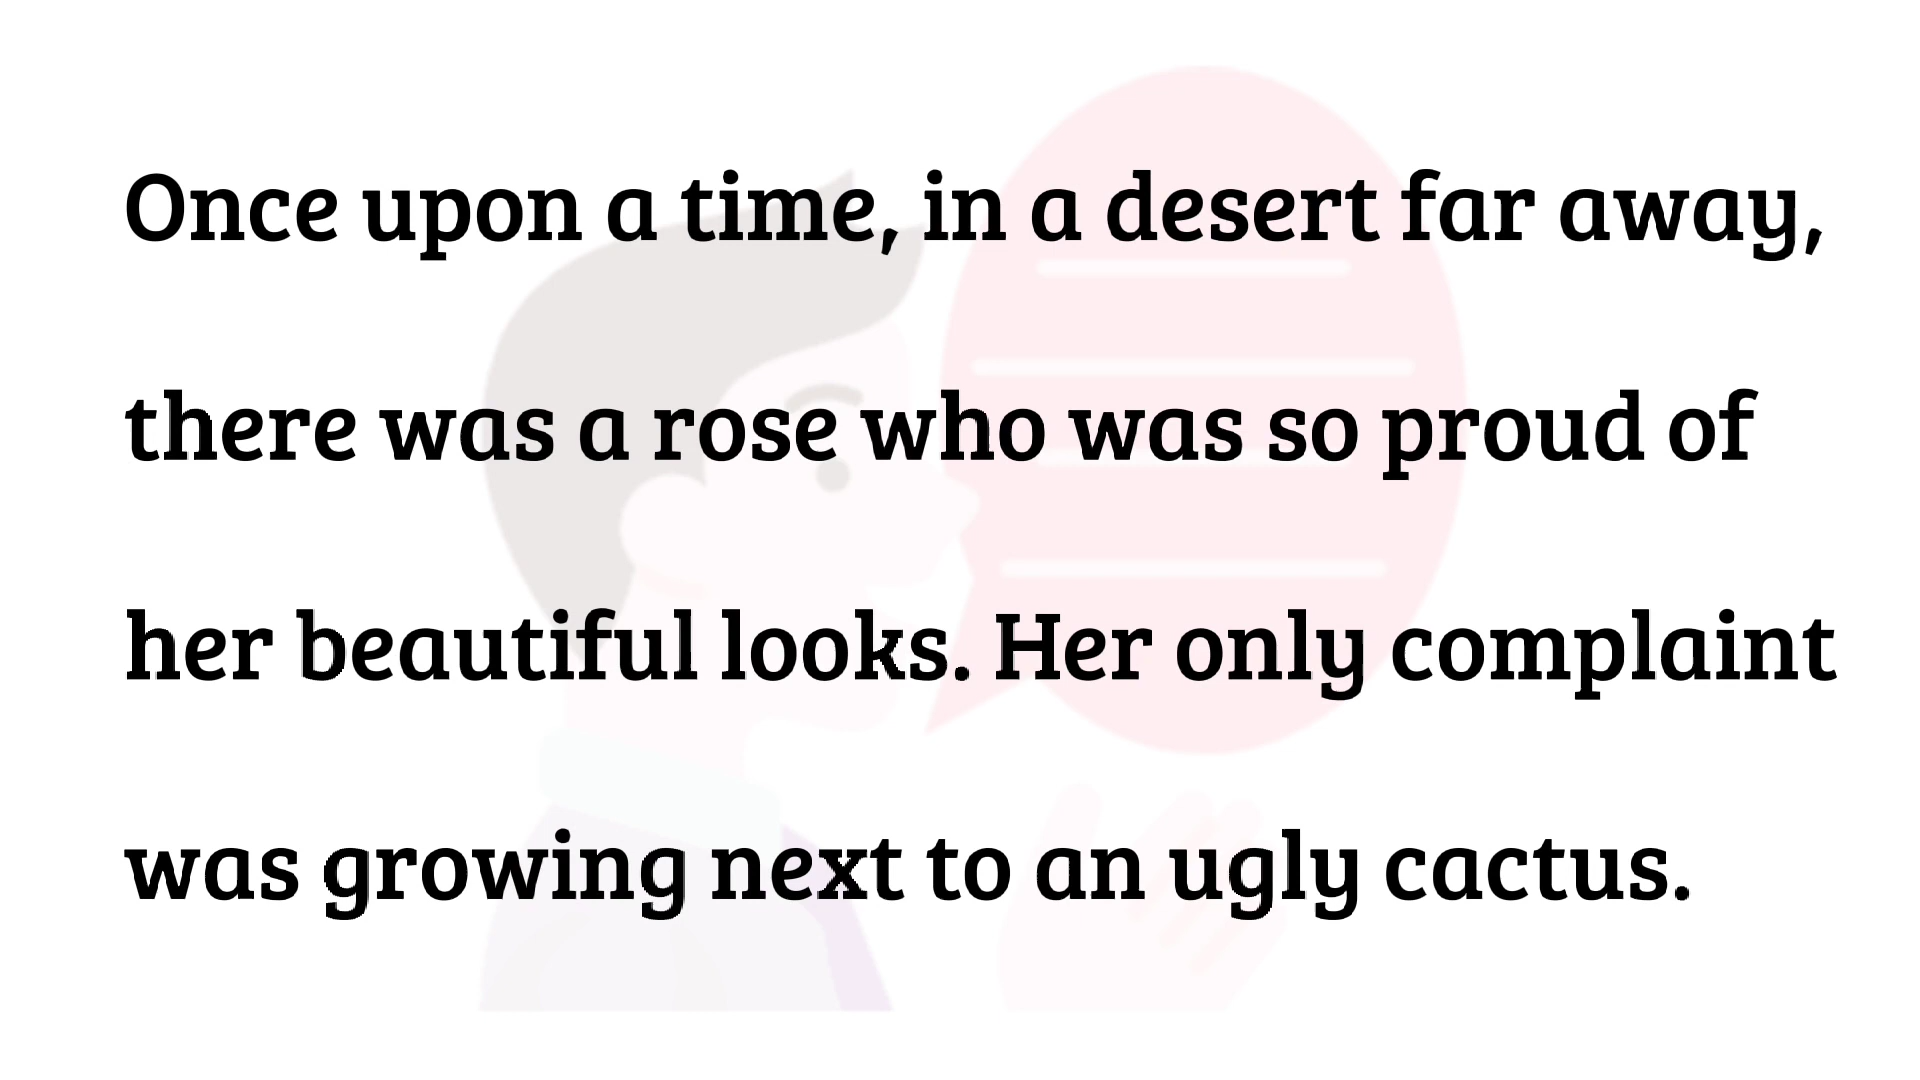 Once upon a time, in a desert far away,
there was a rose who was so proud of
her beautiful looks. Her only complaint
was growing next to an ugly cactus.